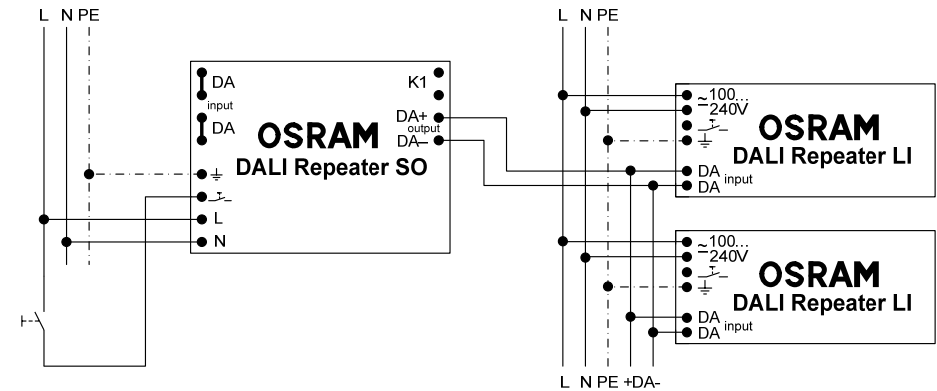 L N PE
L N PE
DA
input
DA
K1
DA+
output
DA–
OSRAM
DALI Repeater SO
L
N
~100...
240V
OSRAM
DALI Repeater LI
DA
DA input
~100...
240V
OSRAM
DALI Repeater LI
DA
DA input
L N PE +DA-